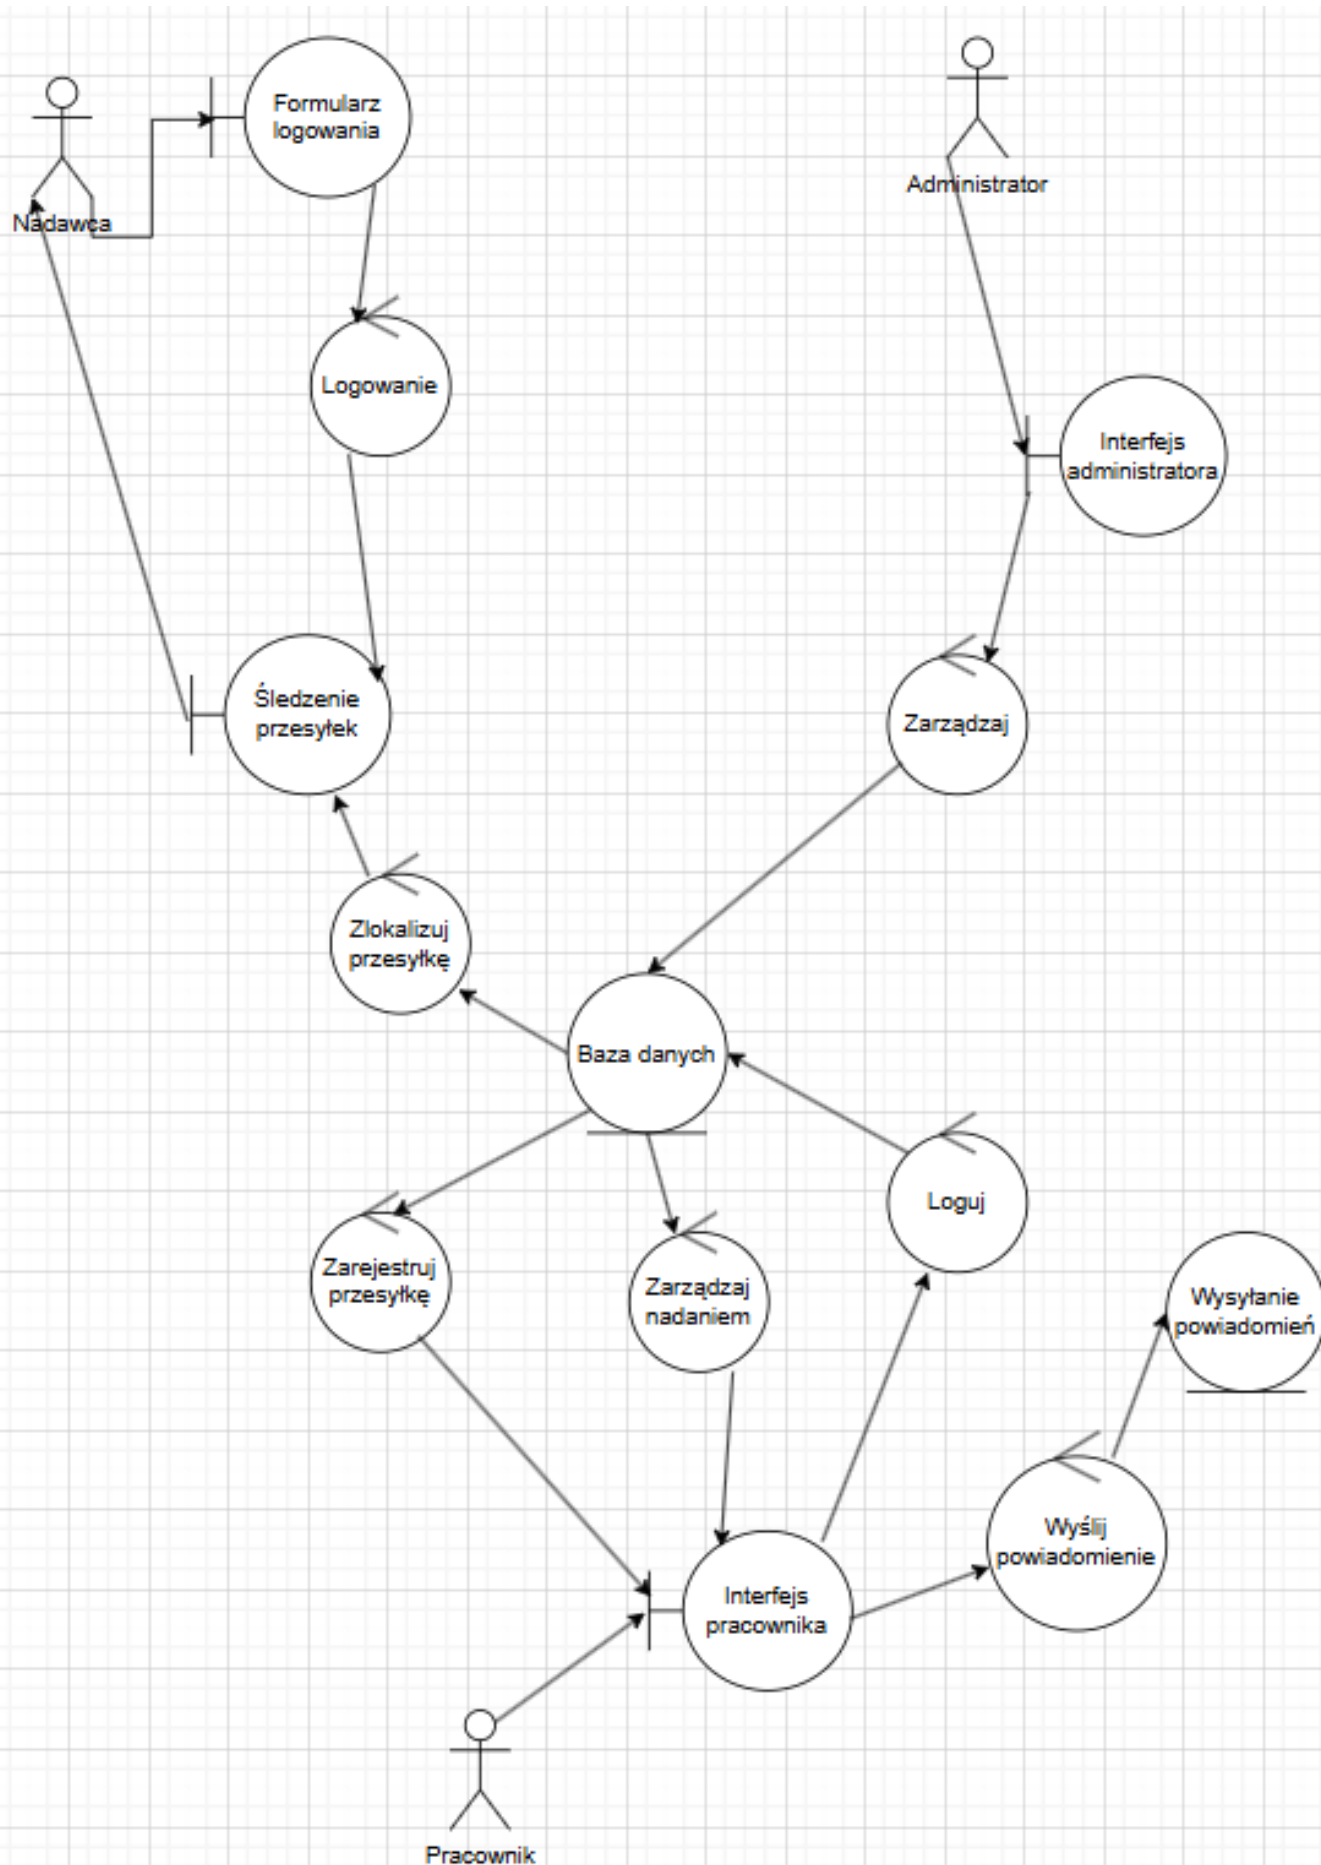 Formularz
logowania
Nadawca
Administrator
Logowanie
Interfejs
administratora
Śledzenie
przesyłek
Zarządzaj
Zlokalizuj
przesyłkę
Baza danych
Loguj
Zarejestruj
przesyłkę
Zarządzaj
nadaniem
Wysyłanie
powiadomień
Wyślij
powiadomienie
Interfejs
pracownika
Pracownik